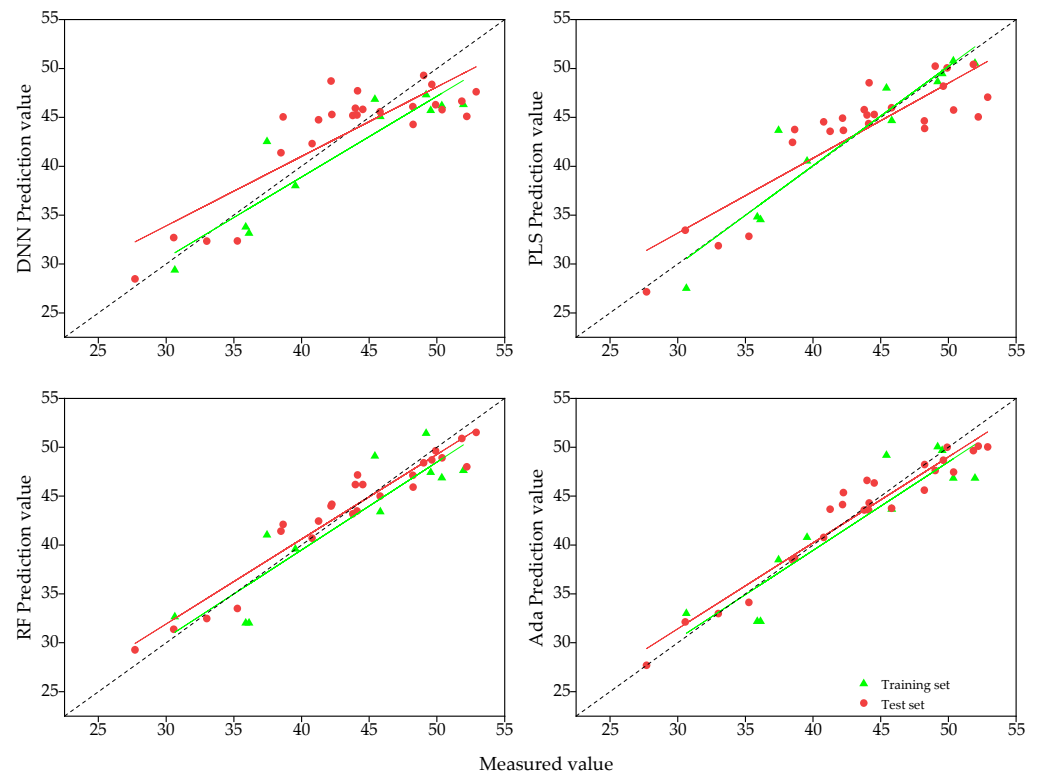 55
50
45
40
35
30
25
DNN Prediction value
25 30 35 40 45 50 55
55
50
45
40
35
30
25
PLS Prediction value
25 30 35 40 45 50 55
55
50
45
40
35
30
25
RF Prediction value
25 30 35 40 45 50 55
55
50
45
40
35
30
25
Ada Prediction value
Training set
Test set
25 30 35 40 45 50 55
Measured value